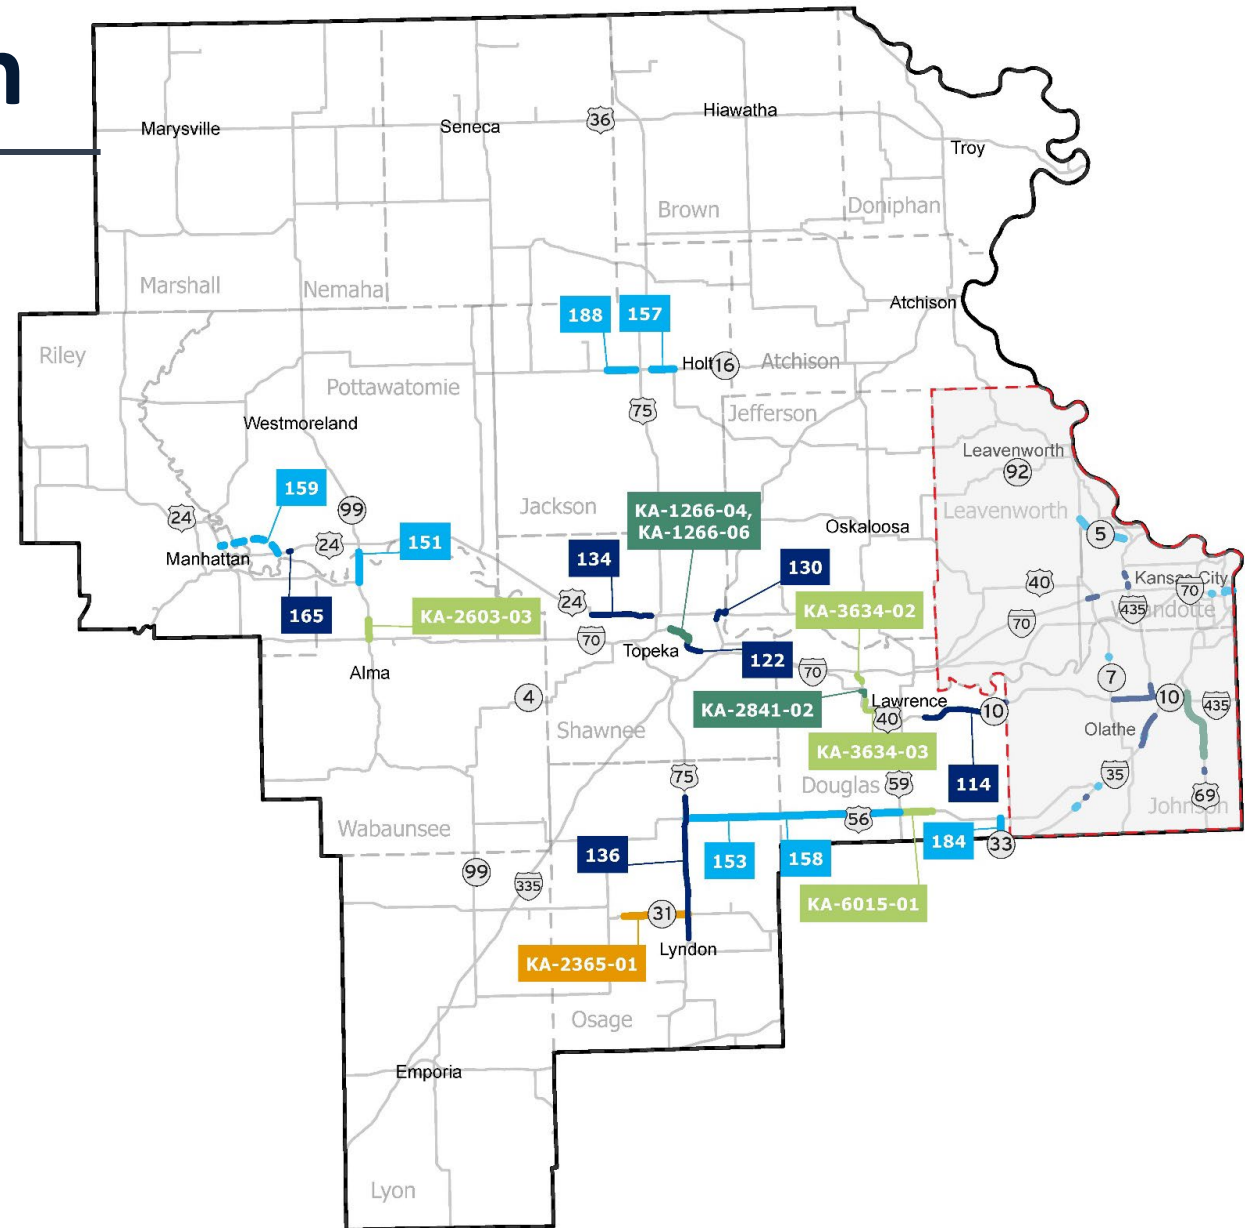 n
Marysville
Seneca
36
Hiawatha
Troy
Brown
Doniphan
Marshall
Nemaha
Atchison
188
157
Riley
Holt
16
Atchison
Pottawatomie
75
Jefferson
Westmoreland
Leavenworth
92
159
99
Jackson
KA-1266-04,
KA-1266-06
Oskaloosa
Leavenworth
24
24
151
5
Manhattan
134
130
40
Kansas City
70
165
24
KA-2603-03
KA-3634-02
435
Wyandotte
70
70
Topeka
122
70
Alma
7
4
KA-2841-02
Lawrence
10
10
435
40
Shawnee
KA-3634-03
Olathe
75
Douglas
59
114
35
69
Johnson
Wabaunsee
56
136
153
158
184
33
99
335
KA-6015-01
31
KA-2365-01
Lyndon
Osage
Emporia
Lyon